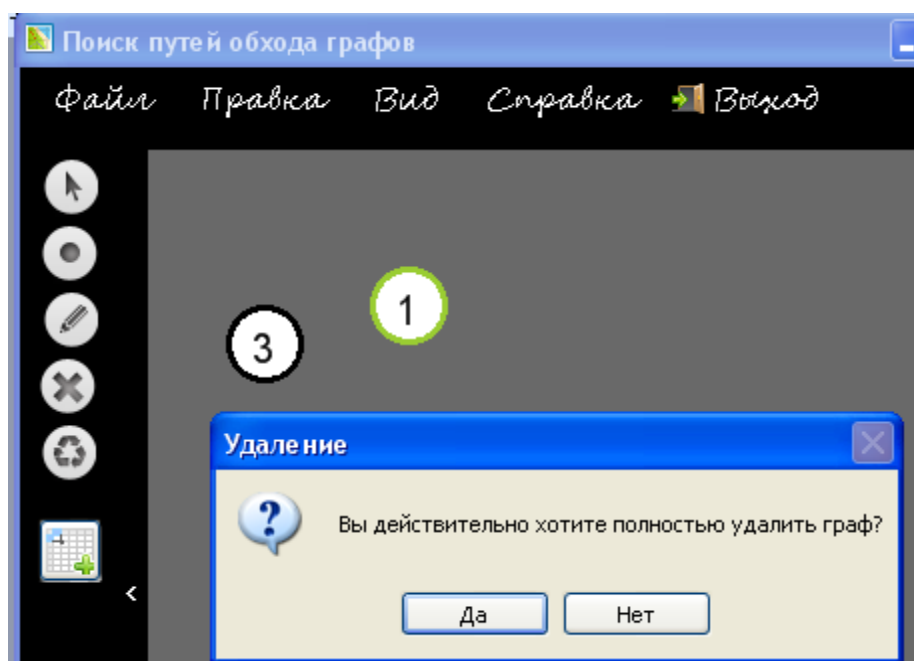 Поиск путей обхода графов
Файл Правка Вид Справка Выход
1
3
Удаление
Вы действительно хотите полностью удалить граф?
Да Нет